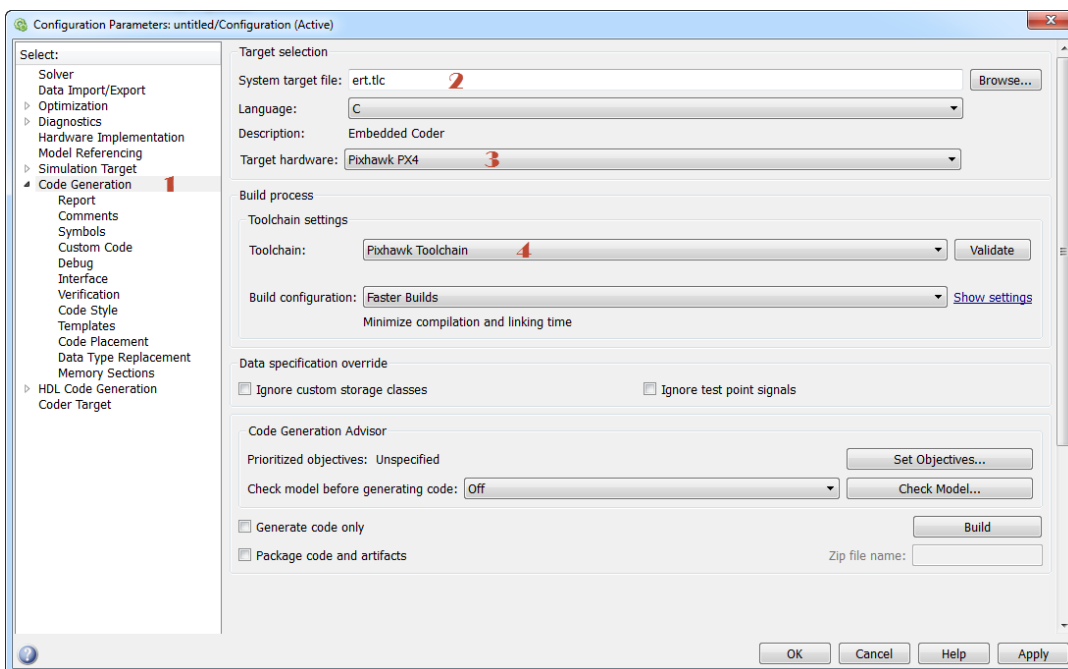 Configuration Parameters: untitled/Configuration (Active)
Select:
Solver
Data Import/Export
Optimization
Diagnostics
Hardware Implementation
Model Referencing
Simulation Target
Code Generation 1
Report
Comments
Symbols
Custom Code
Debug
Interface
Verification
Code Style
Templates
Code Placement
Data Type Replacement
Memory Sections
HDL Code Generation
Coder Target
Target selection
System target file: ert.tlc 2 Browse...
Language: C
Description: Embedded Coder
Target hardware: Pixhawk PX4 3
Build process
Toolchain settings
Toolchain: Pixhawk Toolchain 4 Validate
Build configuration: Faster Builds Show settings
Minimize compilation and linking time
Data specification override
Ignore custom storage classes Ignore test point signals
Code Generation Advisor
Prioritized objectives: Unspecified Set Objectives...
Check model before generating code: Off Check Model...
Generate code only Build
Package code and artifacts Zip file name:
OK Cancel Help Apply